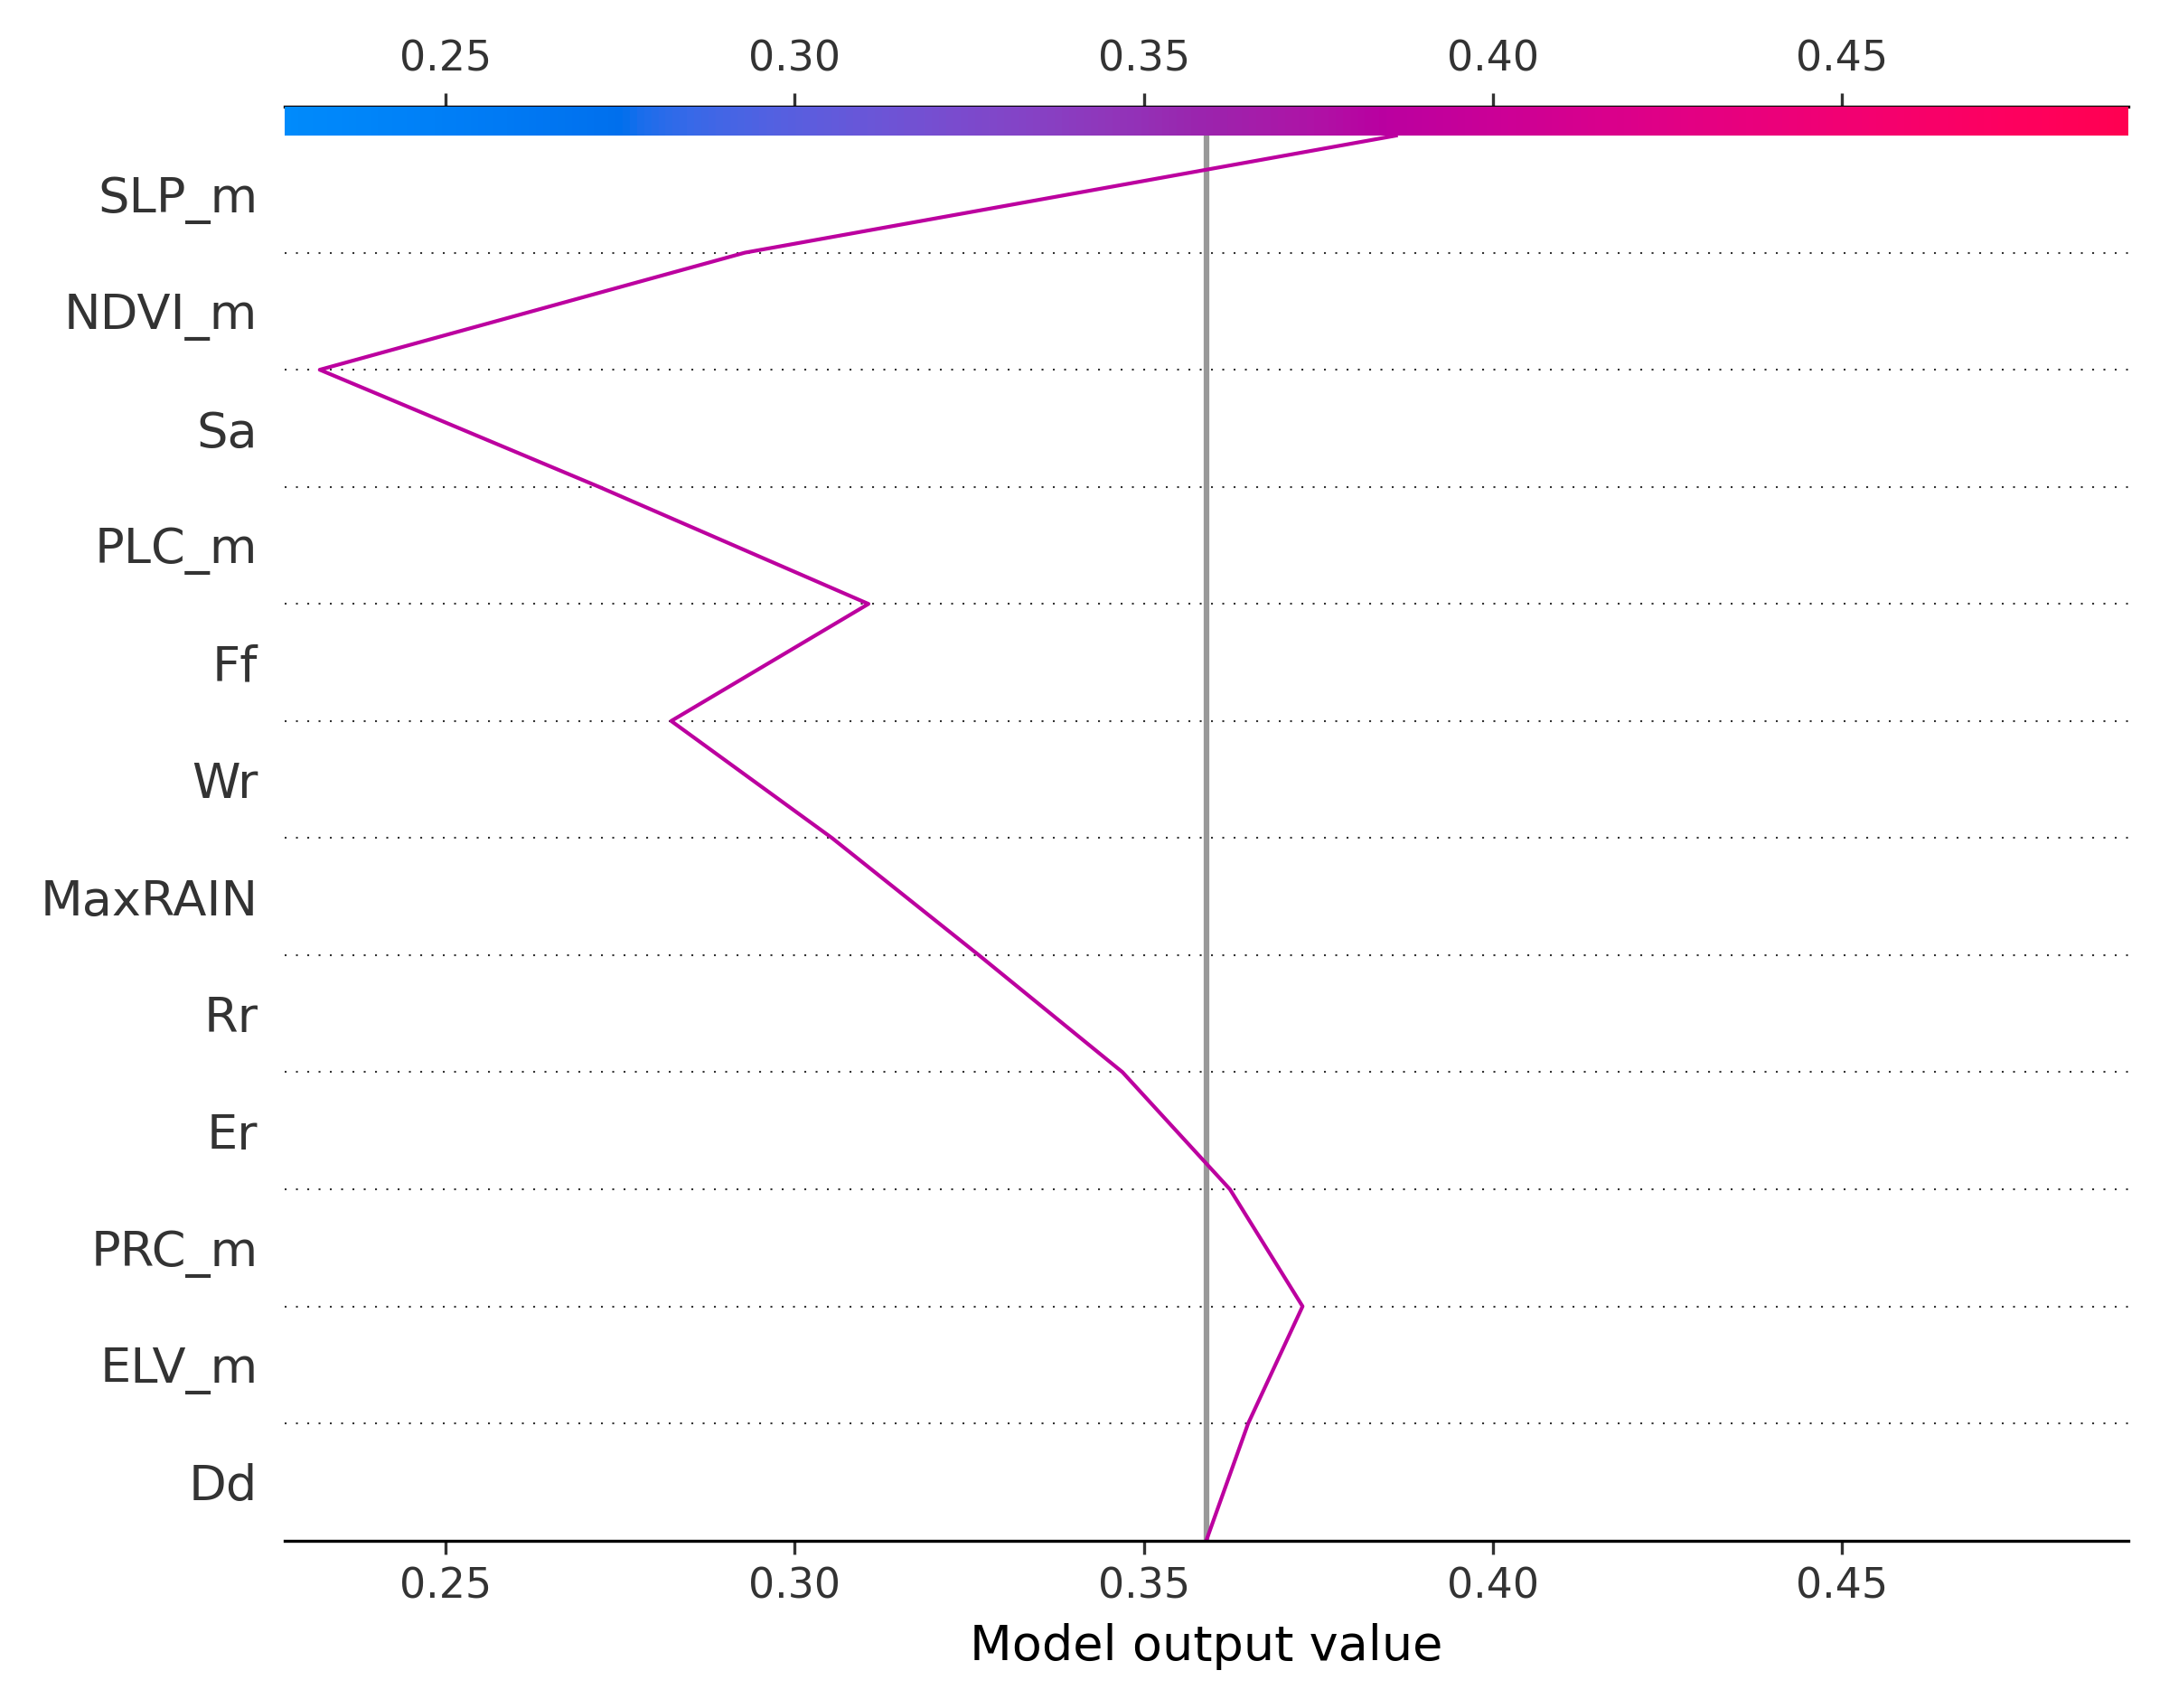 0.25 0.30 0.35 0.40 0.45
SLP_m
NDVI_m
Sa
PLC_m
Ff
Wr
MaxRAIN
Rr
Er
PRC_m
ELV_m
Dd
0.25 0.30 0.35 0.40 0.45
Model output value